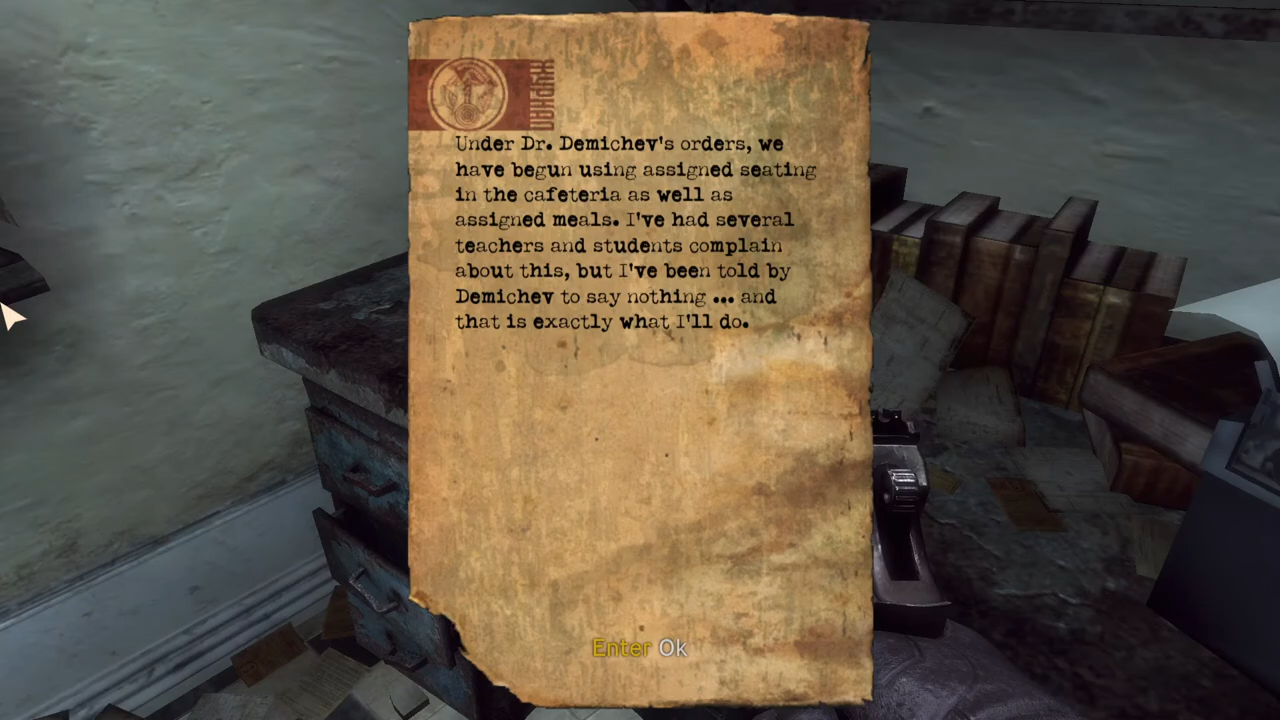 Under Dr. Demichev's orders, we
have begun using assigned seating
in the cafeteria as well as
assigned meals. I've had several
teachers and students complain
about this, but I've been told by
Demichev to say nothing ... and
that is exactly what I'll do.
Enter Ok